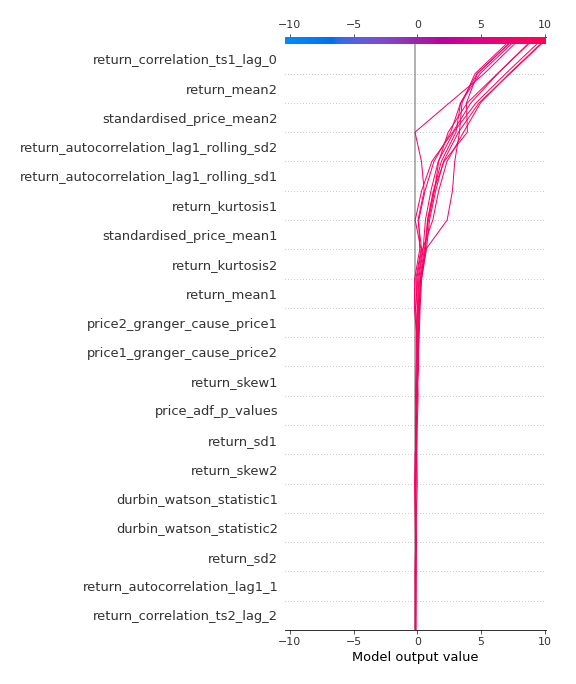 −10 −5 0 5 10
return_correlation_ts1_lag_0
return_mean2
standardised_price_mean2
return_autocorrelation_lag1_rolling_sd2
return_autocorrelation_lag1_rolling_sd1
return_kurtosis1
standardised_price_mean1
return_kurtosis2
return_mean1
price2_granger_cause_price1
price1_granger_cause_price2
return_skew1
price_adf_p_values
return_sd1
return_skew2
durbin_watson_statistic1
durbin_watson_statistic2
return_sd2
return_autocorrelation_lag1_1
return_correlation_ts2_lag_2
−10 −5 0 5 10
Model output value